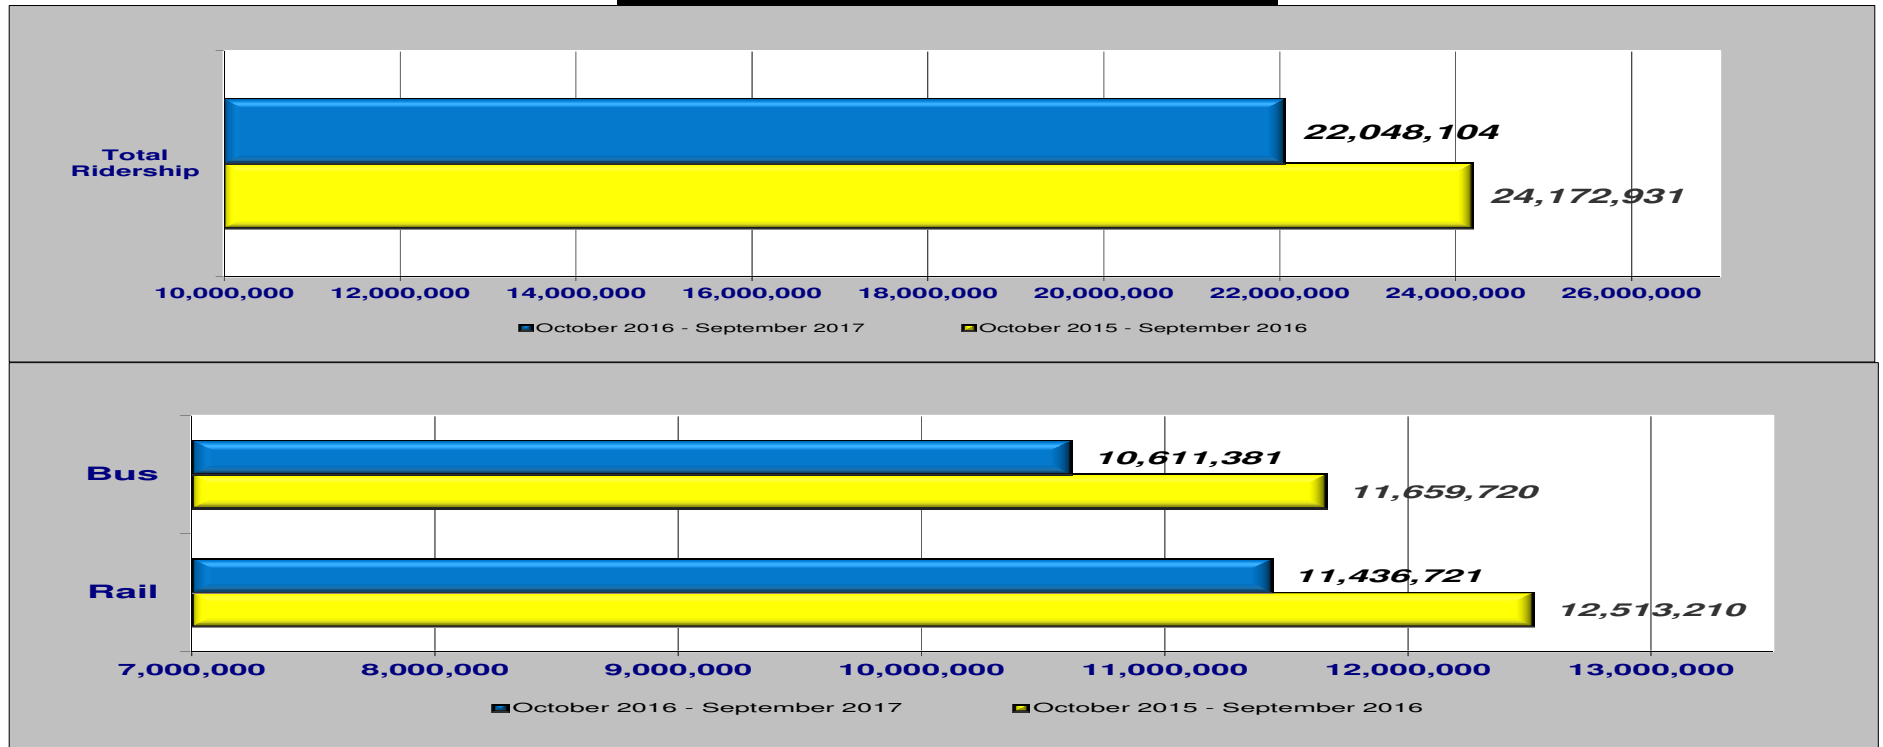 22,048,104
Total
Ridership
24,172,931
10,000,000 12,000,000 14,000,000 16,000,000 18,000,000 20,000,000 22,000,000 24,000,000 26,000,000
October 2016 - September 2017 October 2015 - September 2016
10,611,381
Bus
11,659,720
11,436,721
Rail
12,513,210
7,000,000 8,000,000 9,000,000 10,000,000 11,000,000 12,000,000 13,000,000
October 2016 - September 2017 October 2015 - September 2016